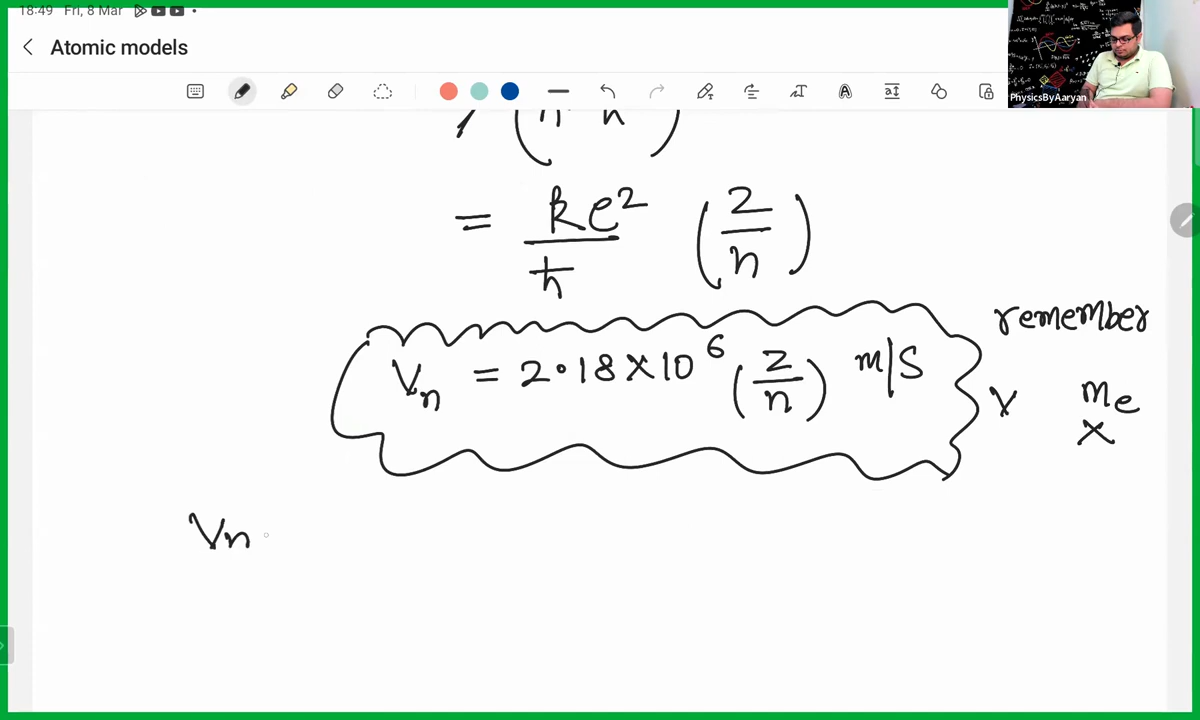 18:49 Fri, 8 Mar
Atomic models
PhysicsByAaryan
= ke² / ħ (z/n)
remember
Vn = 2.18×10⁶ (z/n) m/s
v me
x
Vn